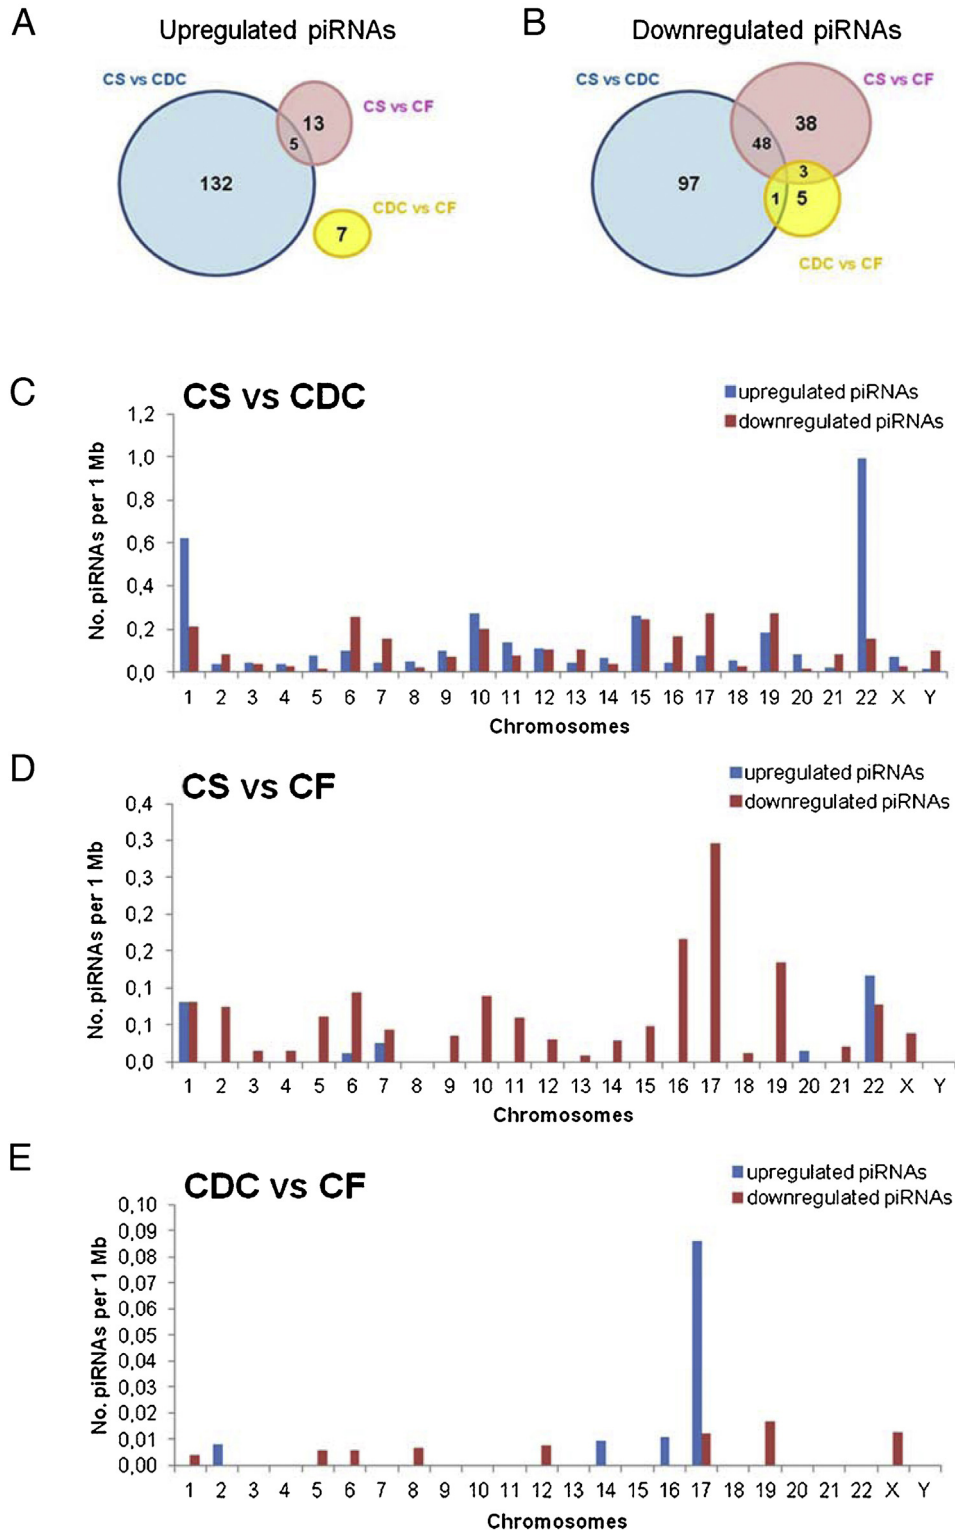 A
Upregulated piRNAs
CS vs CDC
CS vs CF
13
5
132
CDC vs CF
7
B
Downregulated piRNAs
CS vs CDC
CS vs CF
38
48
3
97
1 5
CDC vs CF
C
CS vs CDC
upregulated piRNAs
downregulated piRNAs
No. piRNAs per 1 Mb
1,2
1,0
0,8
0,6
0,4
0,2
0,0
1 2 3 4 5 6 7 8 9 10 11 12 13 14 15 16 17 18 19 20 21 22 X Y
Chromosomes
D
CS vs CF
upregulated piRNAs
downregulated piRNAs
No. piRNAs per 1 Mb
0,4
0,3
0,3
0,2
0,2
0,1
0,1
0,0
1 2 3 4 5 6 7 8 9 10 11 12 13 14 15 16 17 18 19 20 21 22 X Y
Chromosomes
E
CDC vs CF
upregulated piRNAs
downregulated piRNAs
No. piRNAs per 1 Mb
0,10
0,09
0,08
0,07
0,06
0,05
0,04
0,03
0,02
0,01
0,00
1 2 3 4 5 6 7 8 9 10 11 12 13 14 15 16 17 18 19 20 21 22 X Y
Chromosomes